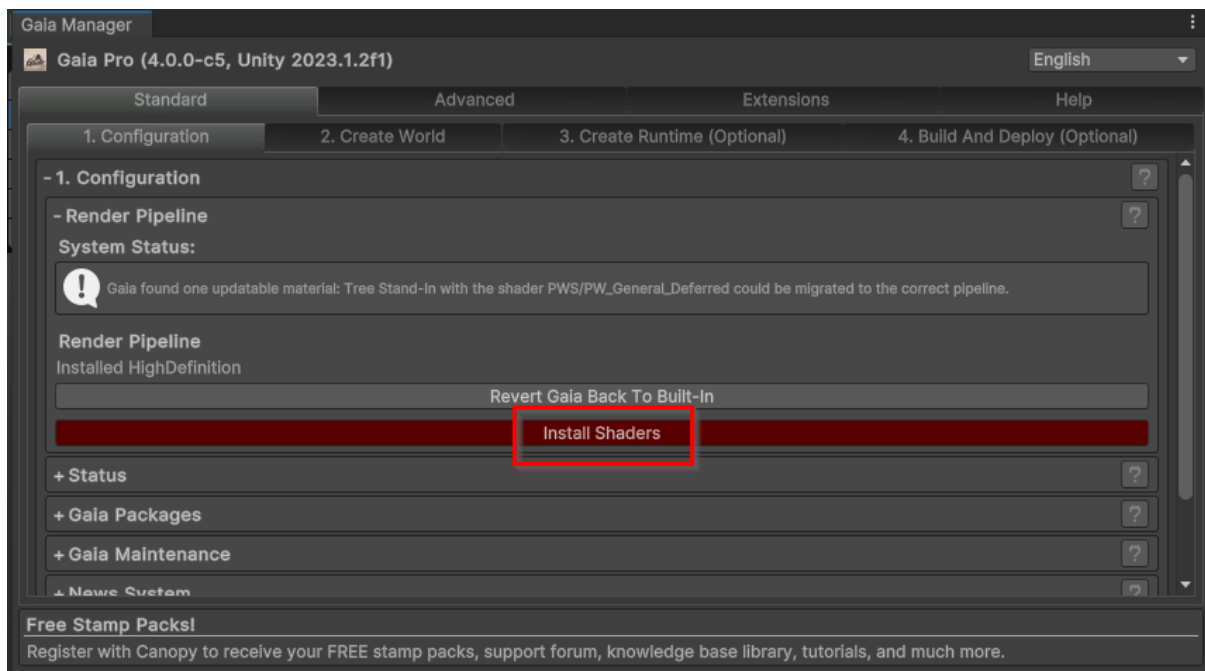 Gaia Manager
Gaia Pro (4.0.0-c5, Unity 2023.1.2f1)
English
Standard
Advanced
Extensions
Help
1. Configuration
2. Create World
3. Create Runtime (Optional)
4. Build And Deploy (Optional)
- 1. Configuration
?
- Render Pipeline
?
System Status:
Gaia found one updatable material: Tree Stand-In with the shader PWS/PW_General_Deferred could be migrated to the correct pipeline.
Render Pipeline
Installed HighDefinition
Revert Gaia Back To Built-In
Install Shaders
+ Status
?
+ Gaia Packages
?
+ Gaia Maintenance
?
+ News System
?
Free Stamp Packs!
Register with Canopy to receive your FREE stamp packs, support forum, knowledge base library, tutorials, and much more.